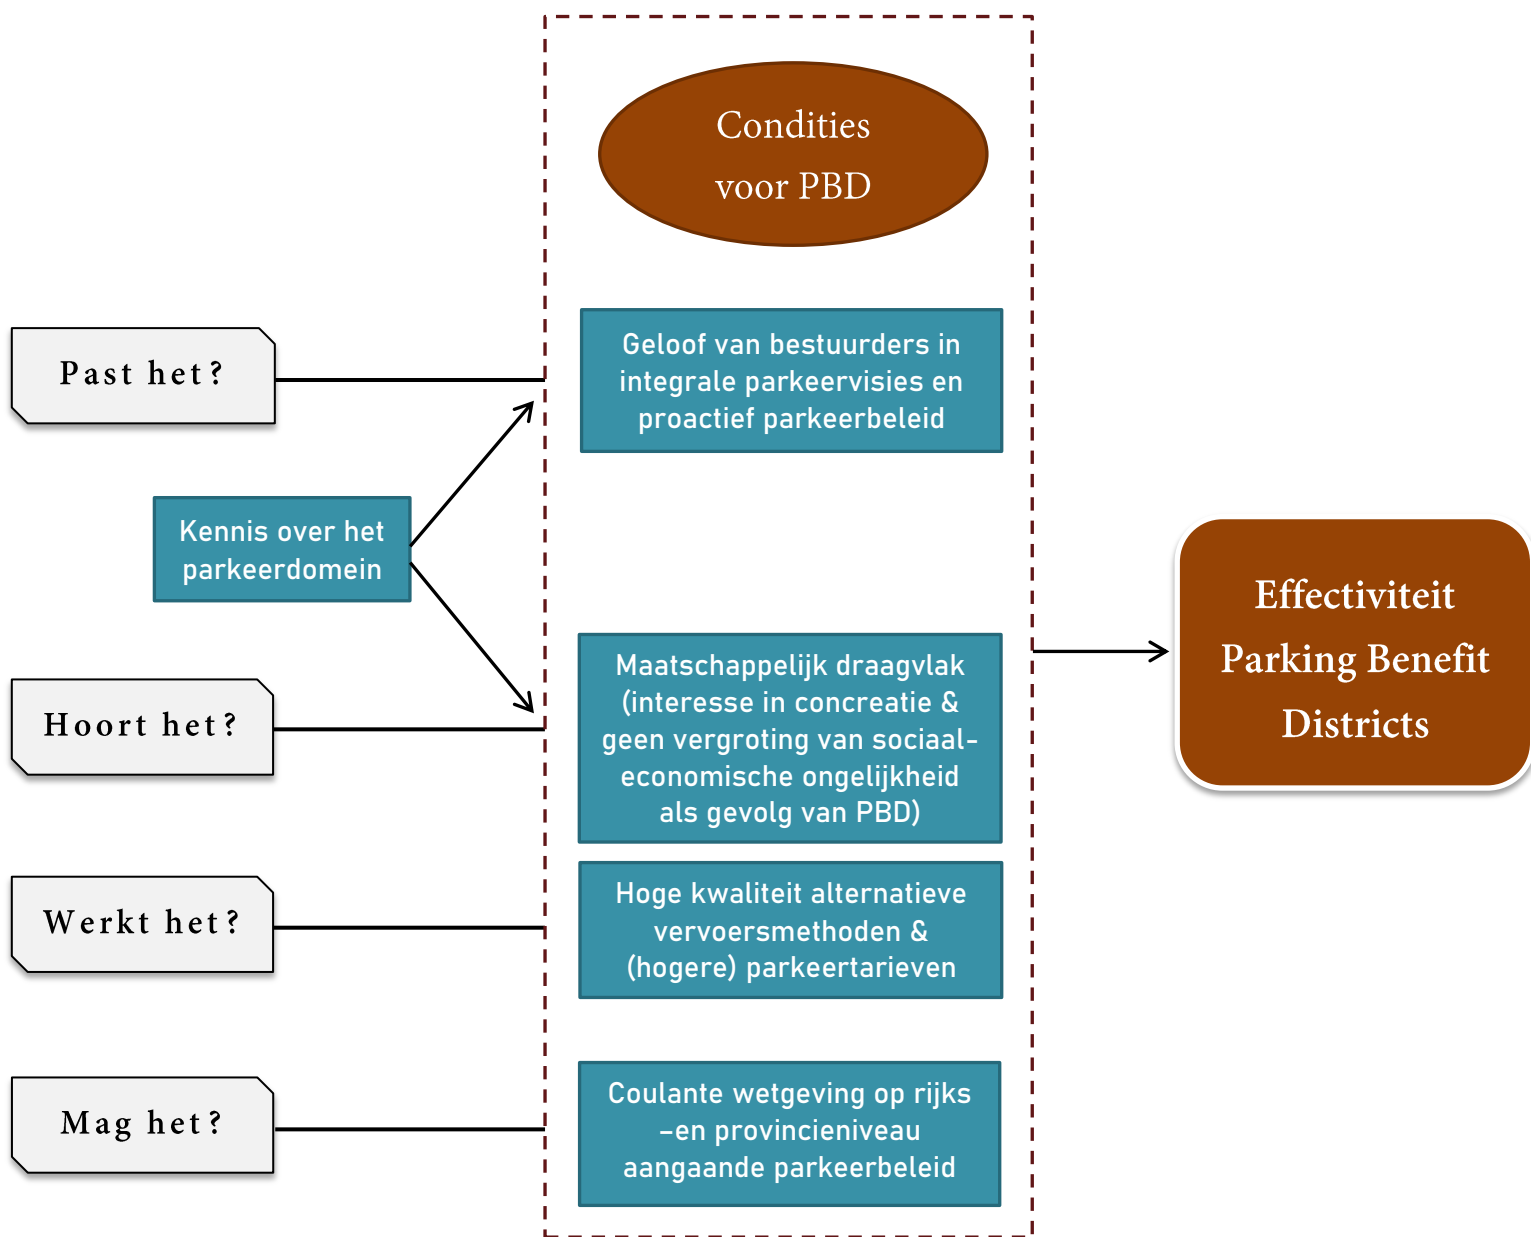 Condities
voor PBD
Past het?
Geloof van bestuurders in
integrale parkeervisies en
proactief parkeerbeleid
Kennis over het
parkeerdomein
Hoort het?
Maatschappelijk draagvlak
(interesse in concreatie &
geen vergroting van sociaal-
economische ongelijkheid
als gevolg van PBD)
Werkt het?
Hoge kwaliteit alternatieve
vervoersmethoden &
(hogere) parkeertarieven
Mag het?
Coulante wetgeving op rijks
-en provincieniveau
aangaande parkeerbeleid
Effectiviteit
Parking Benefit
Districts